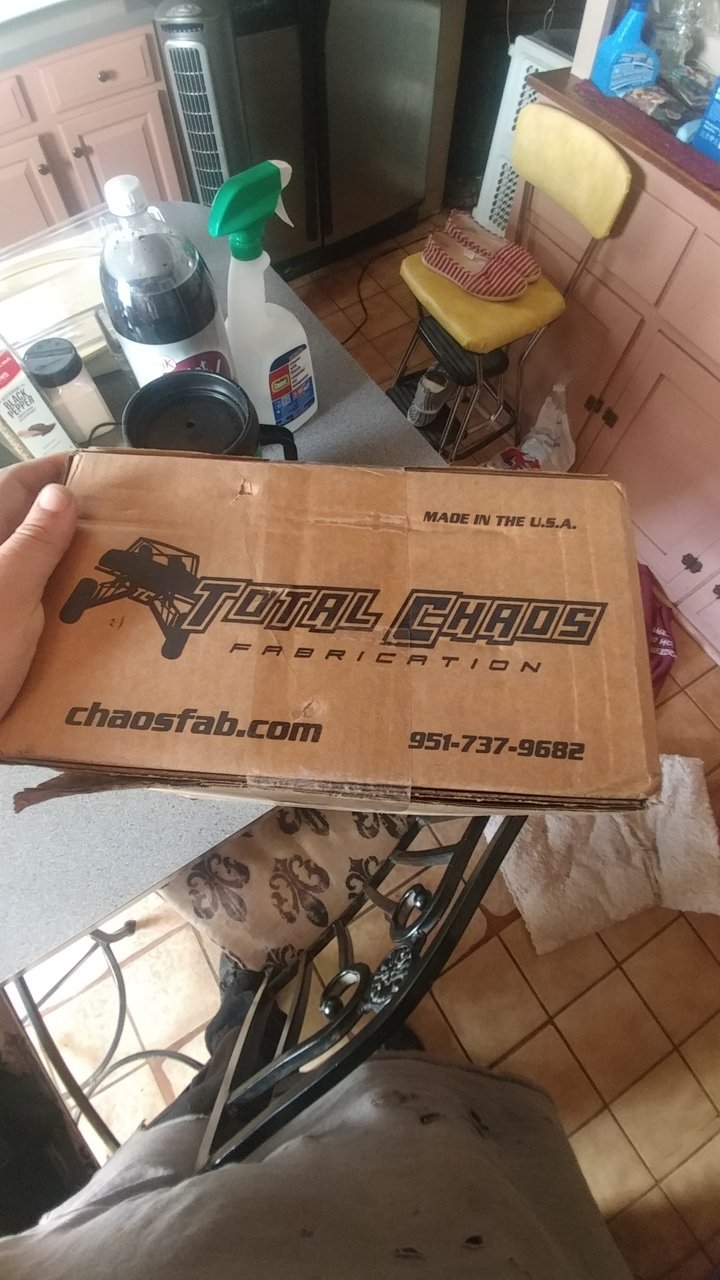 MADE IN THE U.S.A.
TOTAL CHAOS
FABRICATION
chaosfab.com
951-737-9682
BLACK
PEPPER